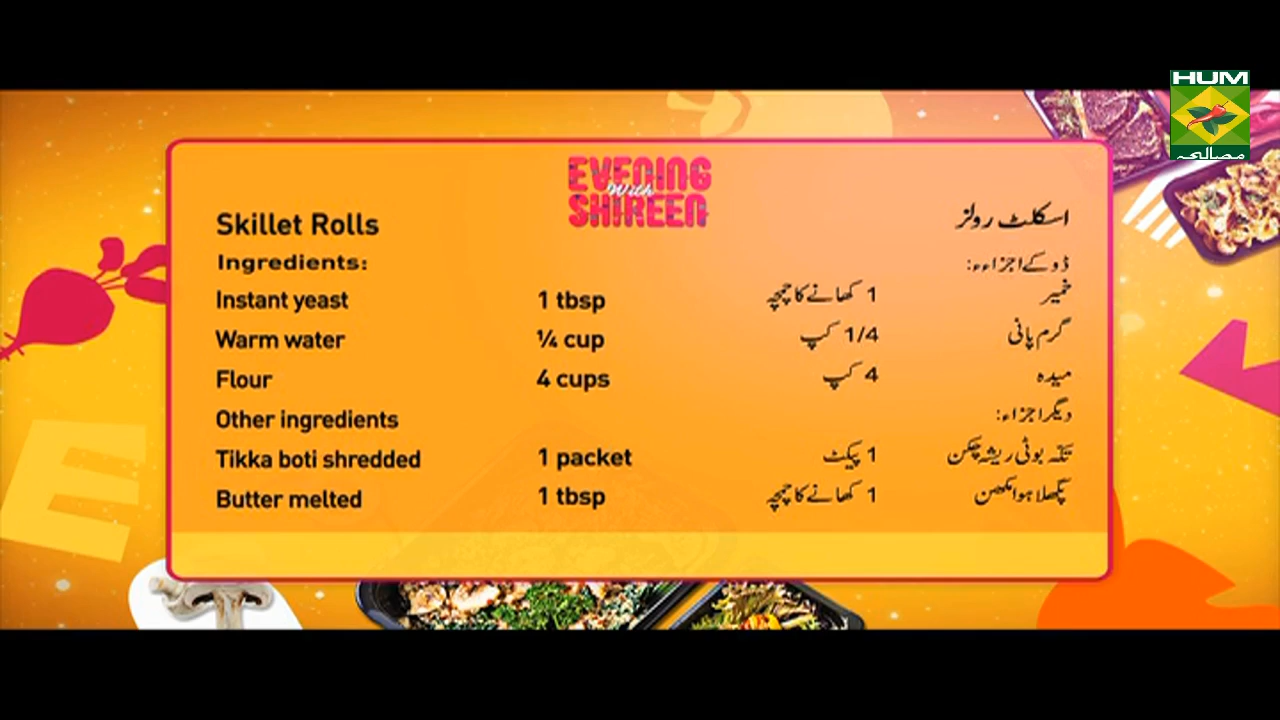 HUM
مصالحہ
EVENING
With
SHIREEN
Skillet Rolls اسکلٹ رولز
Ingredients: ڈو کے اجزاء:
Instant yeast 1 tbsp 1 کھانے کا چمچہ خمیر
Warm water ¼ cup 1/4 کپ گرم پانی
Flour 4 cups 4 کپ میدہ
Other ingredients دیگر اجزاء:
Tikka boti shredded 1 packet 1 پیکٹ تکّہ بوٹی ریشہ چکن
Butter melted 1 tbsp 1 کھانے کا چمچہ پگھلا ہوا مکھن
E